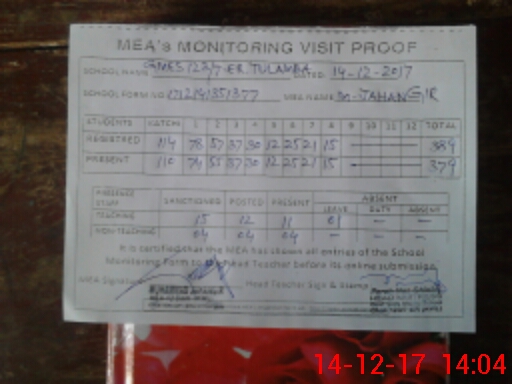 MEA's MONITORING VISIT PROOF
SCHOOL NAME GMES 125/7 ER TULAMBA DATED: 14-12-2017
SCHOOL FORM NO. MEA NAME M. JAHANGIR
STUDENTS KATCHI 1 2 3 4 5 6 7 8 9 10 11 12 TOTAL
REGISTERED 114 78 57 37 30 12 25 21 15 389
PRESENT 110 74 55 37 30 12 25 21 15 379
PRESENCE STAFF SANCTIONED POSTED PRESENT ABSENT
LEAVE DUTY ABSENT
TEACHING 15 12 11 01 - -
NON-TEACHING 04 04 04 - - -
It is certified that the MEA has shown all entries of the School
Monitoring Form to the Head Teacher before its online submission.
MEA Signature Head Teacher Sign & Stamp
14-12-17 14:04